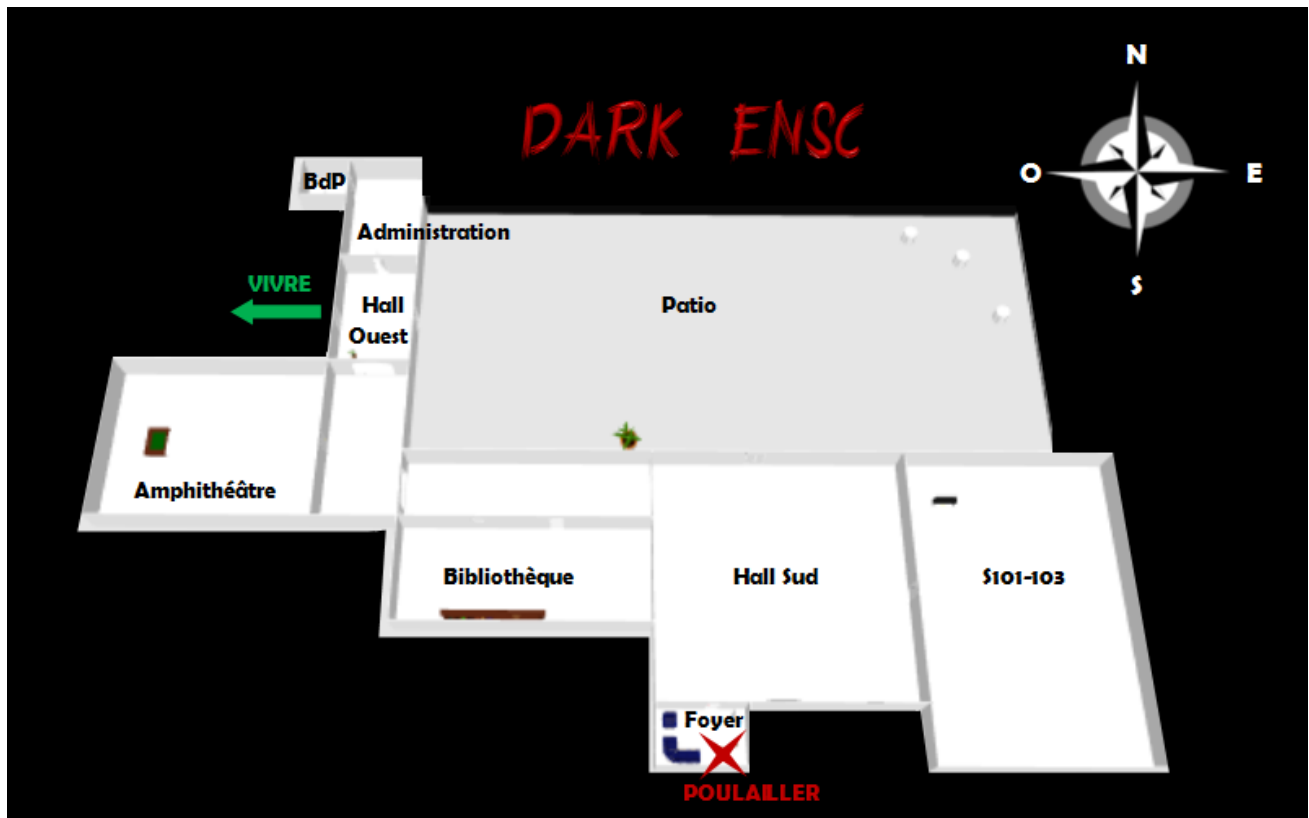 DARK ENSC
N
O
E
S
BdP
Administration
VIVRE
Hall
Ouest
Patio
Amphithéâtre
Bibliothèque
Hall Sud
S101-103
Foyer
POULAILLER